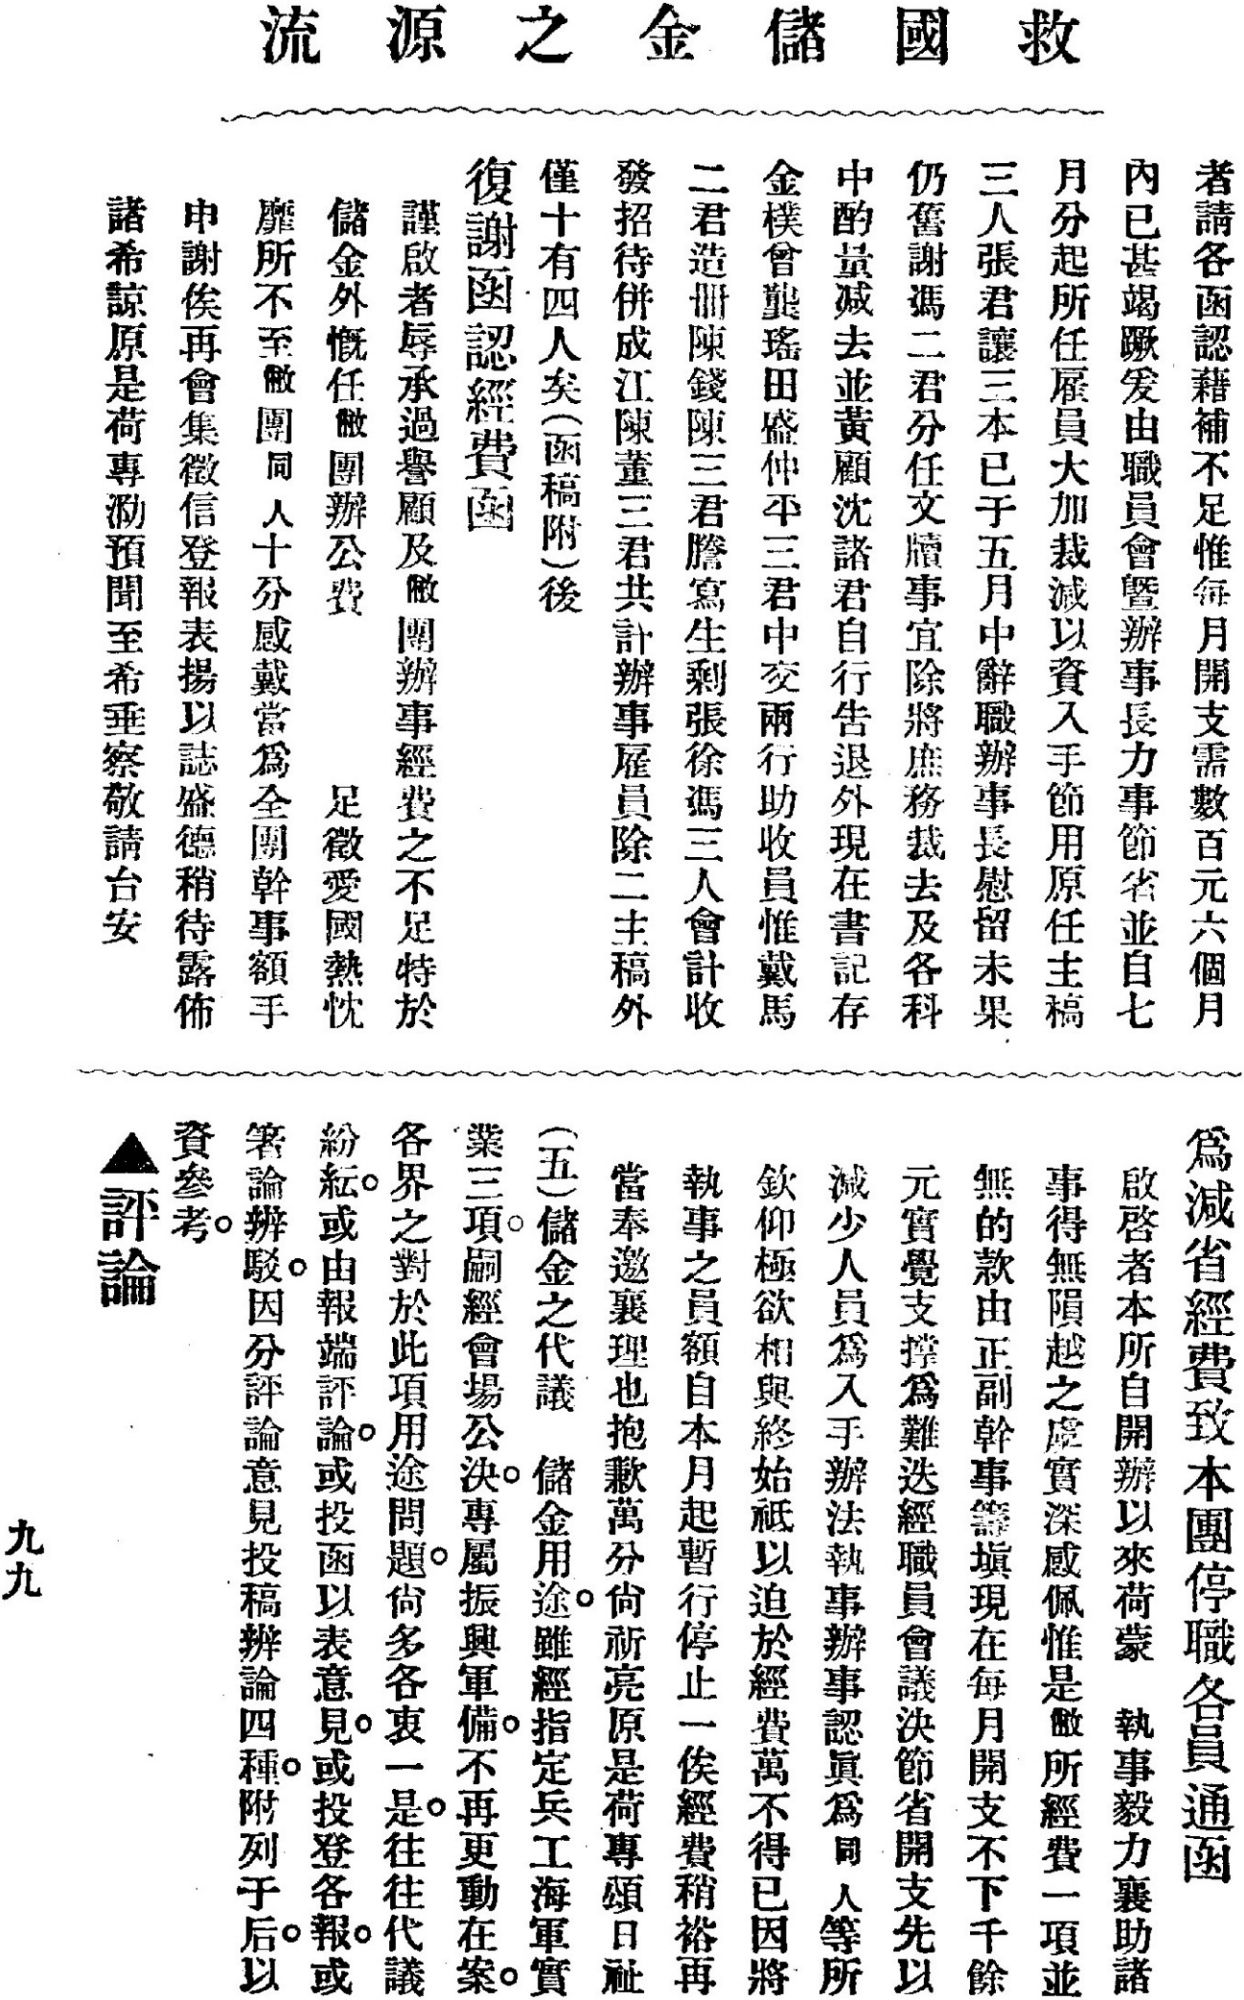 救國儲金之源流
者請各函認藉補不足惟每月開支需數百元六個月
內已甚竭蹶爰由職員會暨辦事長力事節省並自七
月分起所任雇員大加裁減以資入手節用原任主稿
三人張君讓三本已于五月中辭職辦事長慰留未果
仍舊謝馮二君分任文牘事宜除將庶務裁去及各科
中酌量減去並黃顧沈諸君自行告退外現在書記存
金樸曾龔瑤田盛仲平三君中交兩行助收員惟戴馬
二君造冊陳錢陳三君謄寫生剩張徐馮三人會計收
發招待併成江陳董三君共計辦事雇員除二主稿外
僅十有四人矣（函稿附）後
復謝函認經費函
謹啟者辱承過譽顧及敝團辦事經費之不足特於
儲金外慨任敝團辦公費　足徵愛國熱忱
靡所不至敝團同人十分感戴當爲全團幹事額手
申謝俟再會集徵信登報表揚以誌盛德稍待露佈
諸希諒原是荷專泐預聞至希垂察敬請台安
爲減省經費致本團停職各員通函
啟啓者本所自開辦以來荷蒙　執事毅力襄助諸
事得無隕越之虞實深感佩惟是敝所經費一項並
無的款由正副幹事籌塡現在每月開支不下千餘
元實覺支撐爲難迭經職員會議決節省開支先以
減少人員爲入手辦法執事辦事認眞爲同人等所
欽仰極欲相與終始祇以迫於經費萬不得已因將
執事之員額自本月起暫行停止一俟經費稍裕再
當奉邀襄理也抱歉萬分尙祈亮原是荷專頌日祉
（五）儲金之代議　儲金用途。雖經指定兵工海軍實
業三項。嗣經會場公決。專屬振興軍備。不再更動在案。
各界之對於此項用途問題。尙多各衷一是。往往代議
紛紜。或由報端評論。或投函以表意見。或投登各報。或
箸論辨駁。因分評論意見投稿辨論四種。附列于后。以
資參考。
▲評論
九九